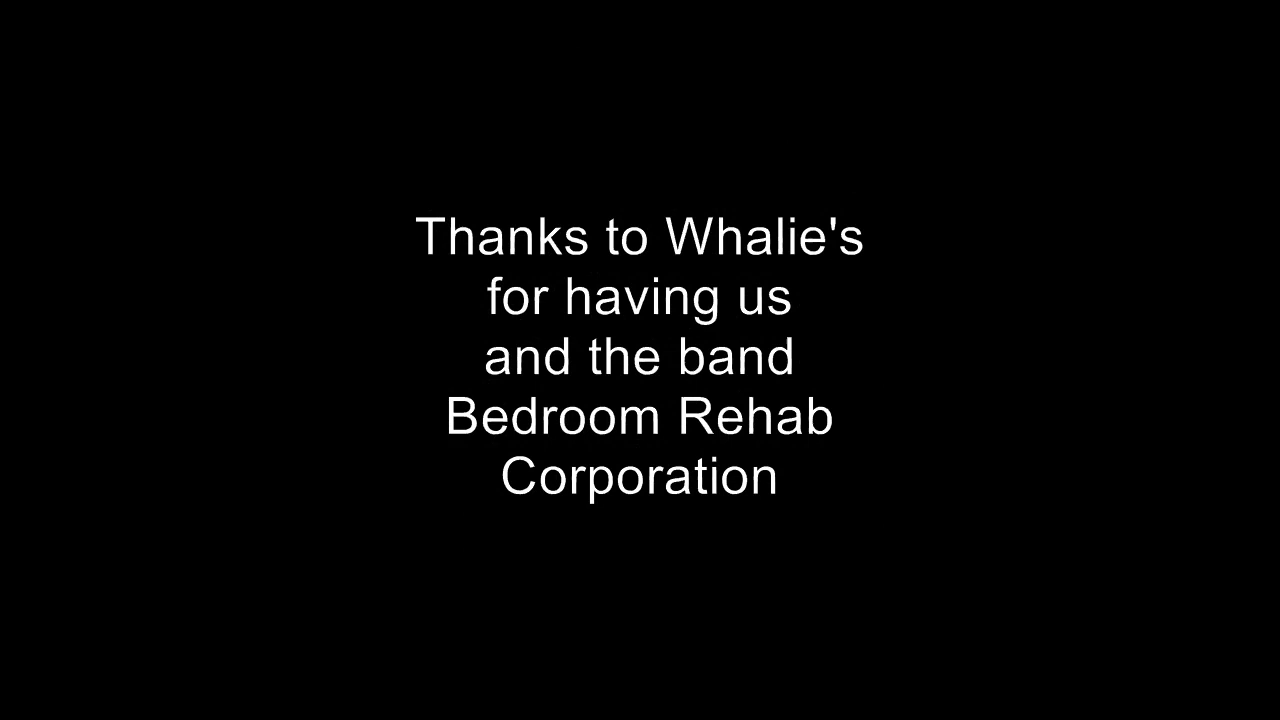 Thanks to Whalie's
for having us
and the band
Bedroom Rehab
Corporation